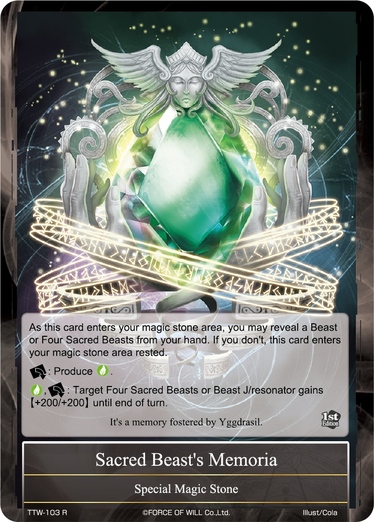 As this card enters your magic stone area, you may reveal a Beast
or Four Sacred Beasts from your hand. If you don't, this card enters
your magic stone area rested.
: Produce .
, : Target Four Sacred Beasts or Beast J/resonator gains
【+200/+200】 until end of turn.
It's a memory fostered by Yggdrasil.
1st
Edition
Sacred Beast's Memoria
Special Magic Stone
TTW-103 R ©FORCE OF WILL Co.,Ltd. Illust/Cola